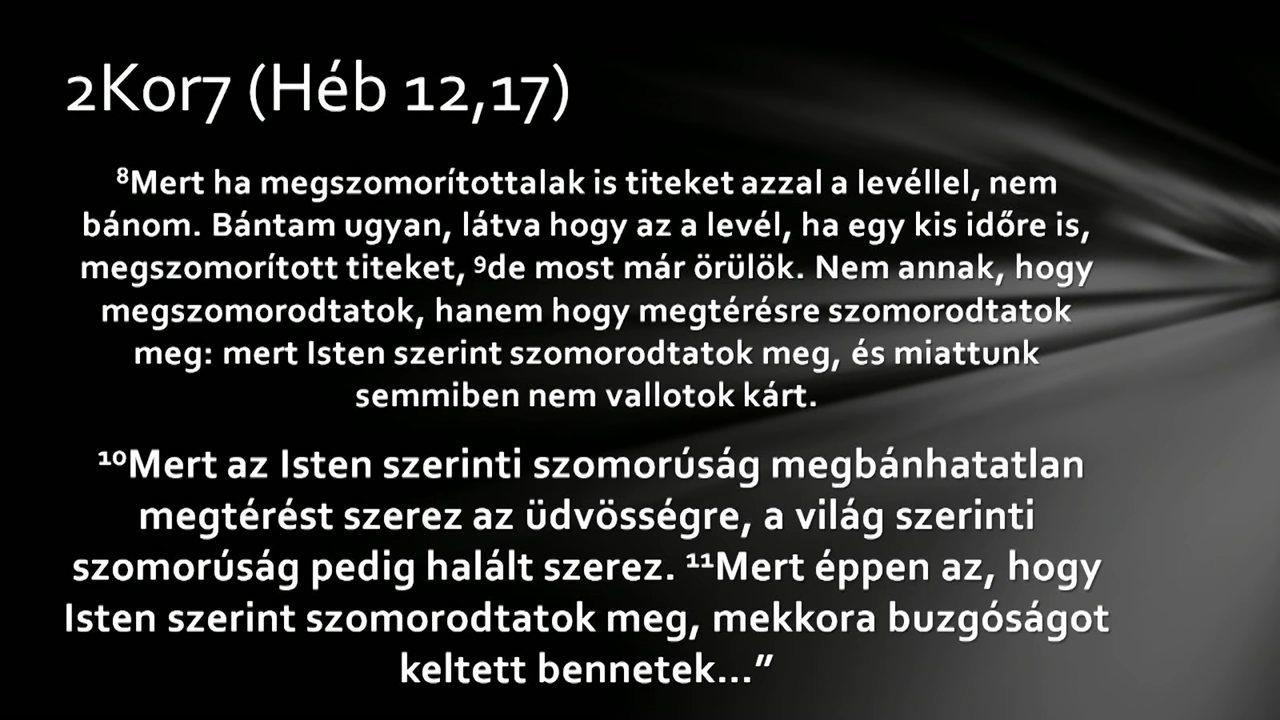 2Kor7 (Héb 12,17)
⁸Mert ha megszomorítottalak is titeket azzal a levéllel, nem
bánom. Bántam ugyan, látva hogy az a levél, ha egy kis időre is,
megszomorított titeket, ⁹de most már örülök. Nem annak, hogy
megszomorodtatok, hanem hogy megtérésre szomorodtatok
meg: mert Isten szerint szomorodtatok meg, és miattunk
semmiben nem vallotok kárt.
¹⁰Mert az Isten szerinti szomorúság megbánhatatlan
megtérést szerez az üdvösségre, a világ szerinti
szomorúság pedig halált szerez. ¹¹Mert éppen az, hogy
Isten szerint szomorodtatok meg, mekkora buzgóságot
keltett bennetek…”